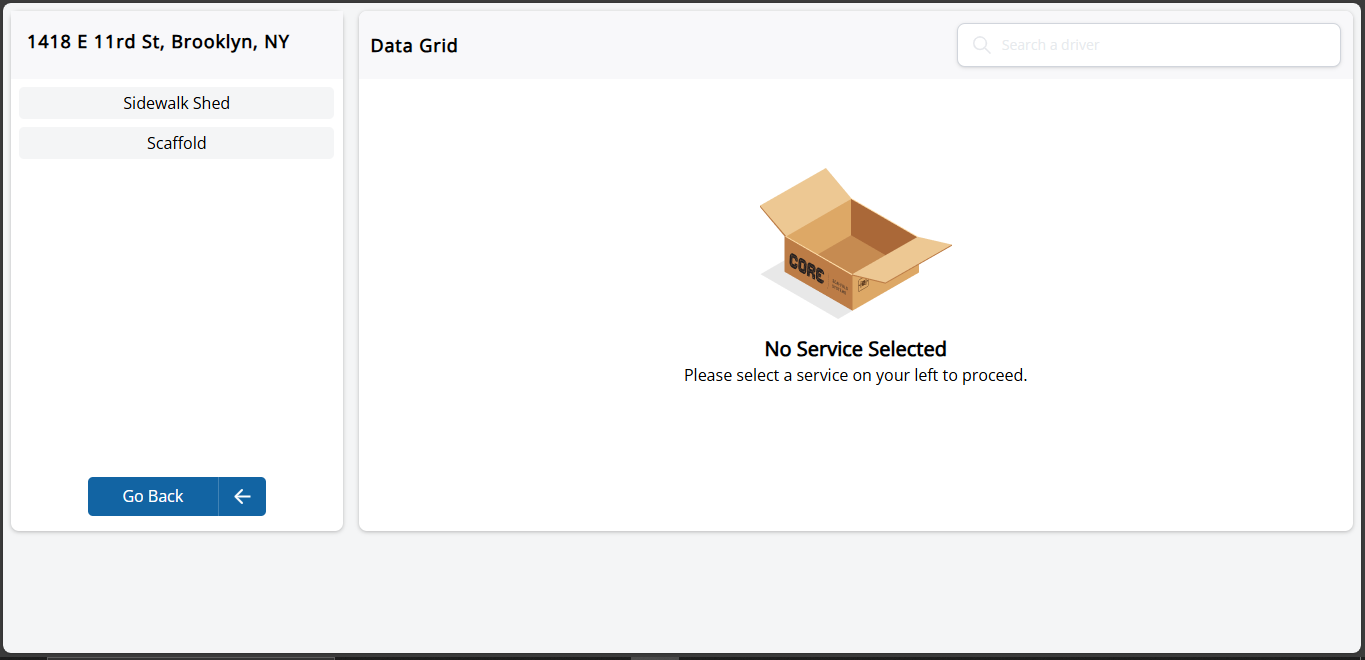 1418 E 11rd St, Brooklyn, NY
Sidewalk Shed
Scaffold
Go Back
Data Grid
Search a driver
CORE
No Service Selected
Please select a service on your left to proceed.